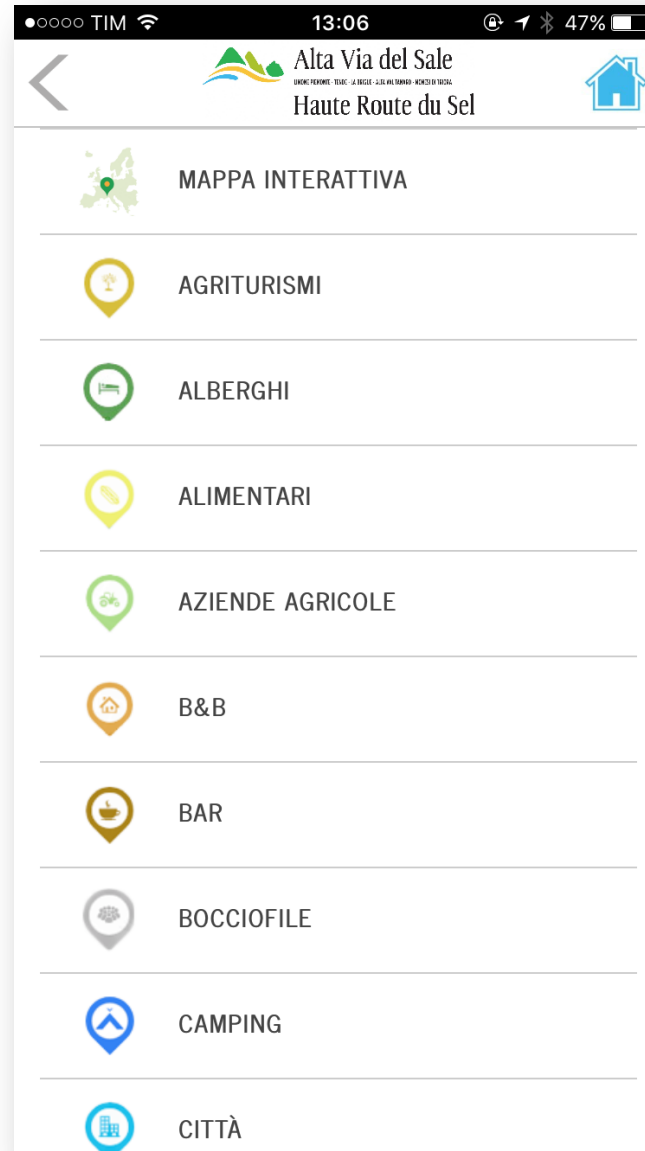 TIM 13:06 47%
Alta Via del Sale
Haute Route du Sel
MAPPA INTERATTIVA
AGRITURISMI
ALBERGHI
ALIMENTARI
AZIENDE AGRICOLE
B&B
BAR
BOCCIOFILE
CAMPING
CITTÀ